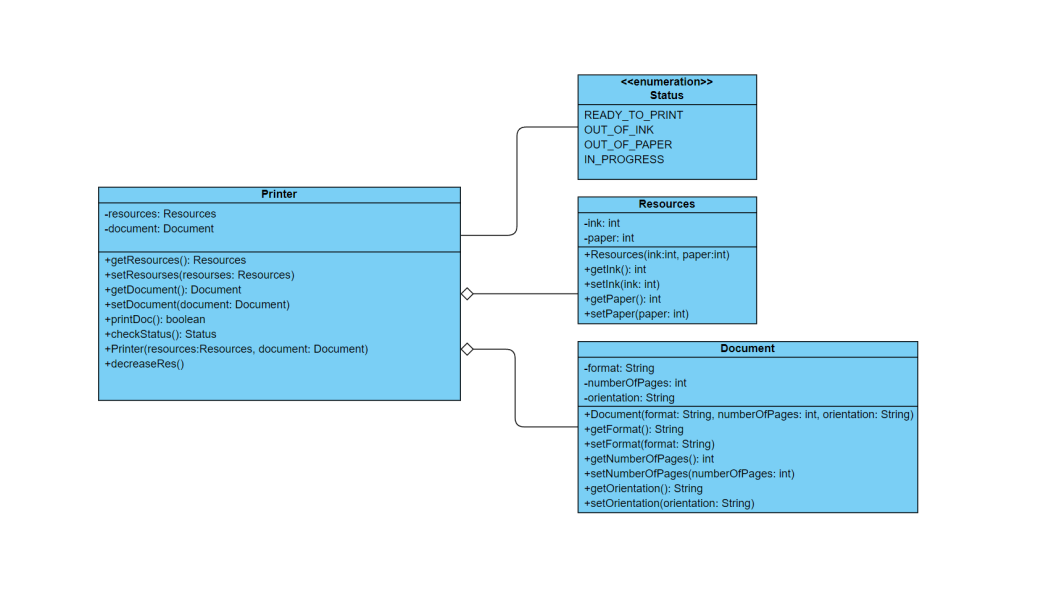 <<enumeration>>
Status
READY_TO_PRINT
OUT_OF_INK
OUT_OF_PAPER
IN_PROGRESS
Printer
-resources: Resources
-document: Document
+getResources(): Resources
+setResourses(resourses: Resources)
+getDocument(): Document
+setDocument(document: Document)
+printDoc(): boolean
+checkStatus(): Status
+Printer(resources:Resources, document: Document)
+decreaseRes()
Resources
-ink: int
-paper: int
+Resources(ink:int, paper:int)
+getInk(): int
+setInk(ink: int)
+getPaper(): int
+setPaper(paper: int)
Document
-format: String
-numberOfPages: int
-orientation: String
+Document(format: String, numberOfPages: int, orientation: String)
+getFormat(): String
+setFormat(format: String)
+getNumberOfPages(): int
+setNumberOfPages(numberOfPages: int)
+getOrientation(): String
+setOrientation(orientation: String)